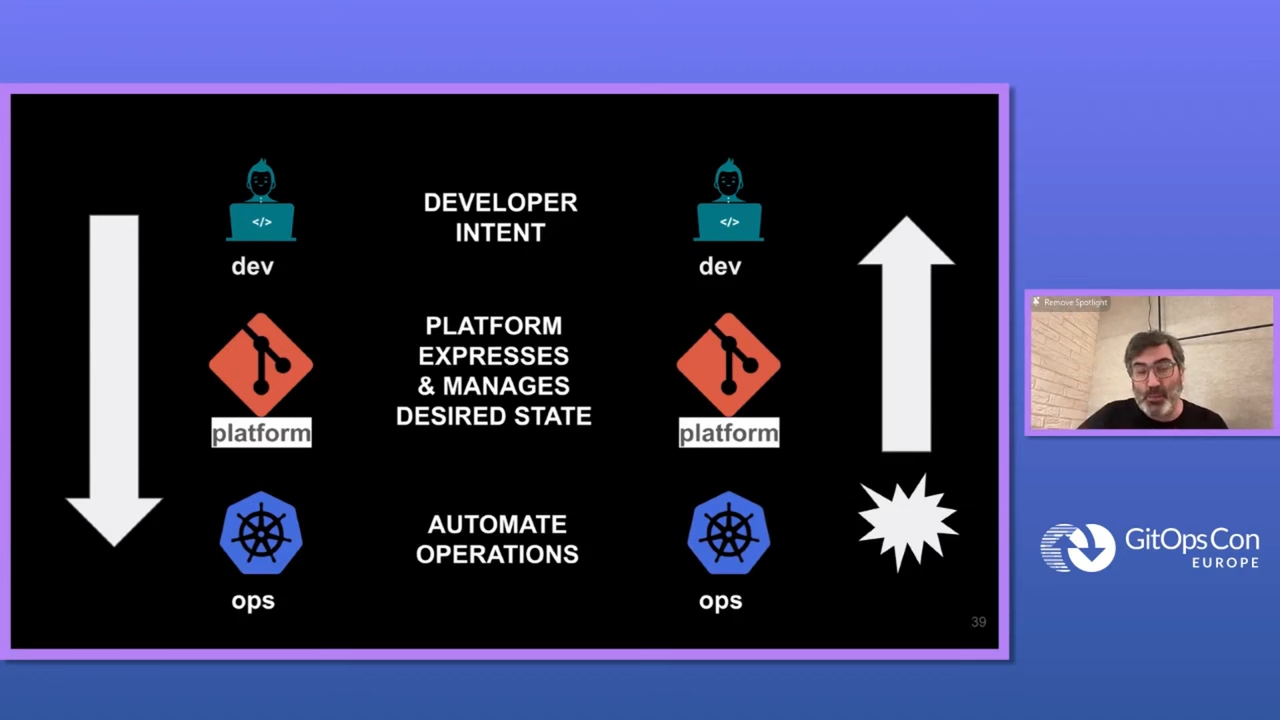 </>
dev
DEVELOPER
INTENT
</>
dev
platform
PLATFORM
EXPRESSES
& MANAGES
DESIRED STATE
platform
ops
AUTOMATE
OPERATIONS
ops
39
Remove Spotlight
GitOpsCon
EUROPE